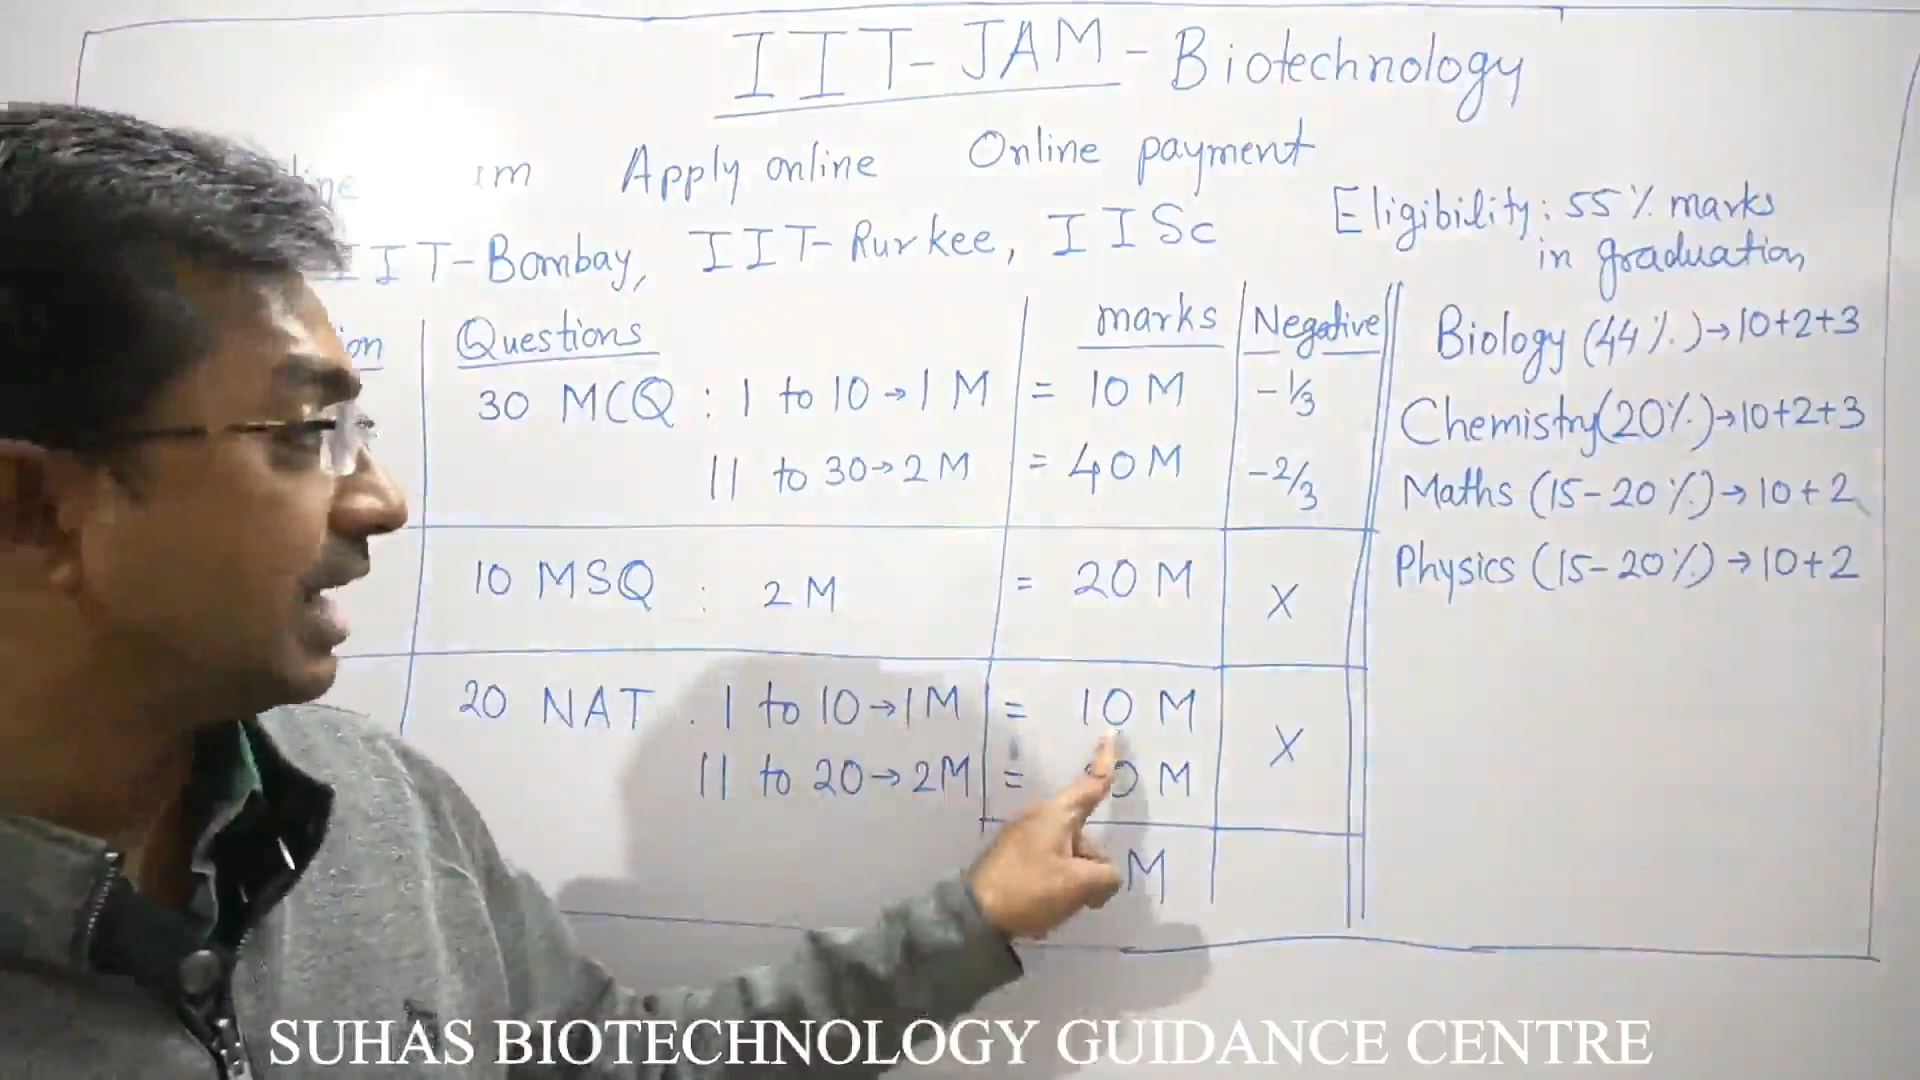 IIT-JAM - Biotechnology
Apply online Online payment
IIT-Bombay, IIT-Rurkee, IISc
Eligibility: 55% marks
in graduation
Questions marks Negative
30 MCQ : 1 to 10→1 M = 10 M -1/3
11 to 30→2 M = 40 M -2/3
10 MSQ : 2 M = 20 M X
20 NAT . 1 to 10→1M = 10 M X
11 to 20→2M = M
M
Biology (44%)→10+2+3
Chemistry(20%)→10+2+3
Maths (15-20%)→10+2
Physics (15-20%)→10+2
SUHAS BIOTECHNOLOGY GUIDANCE CENTRE